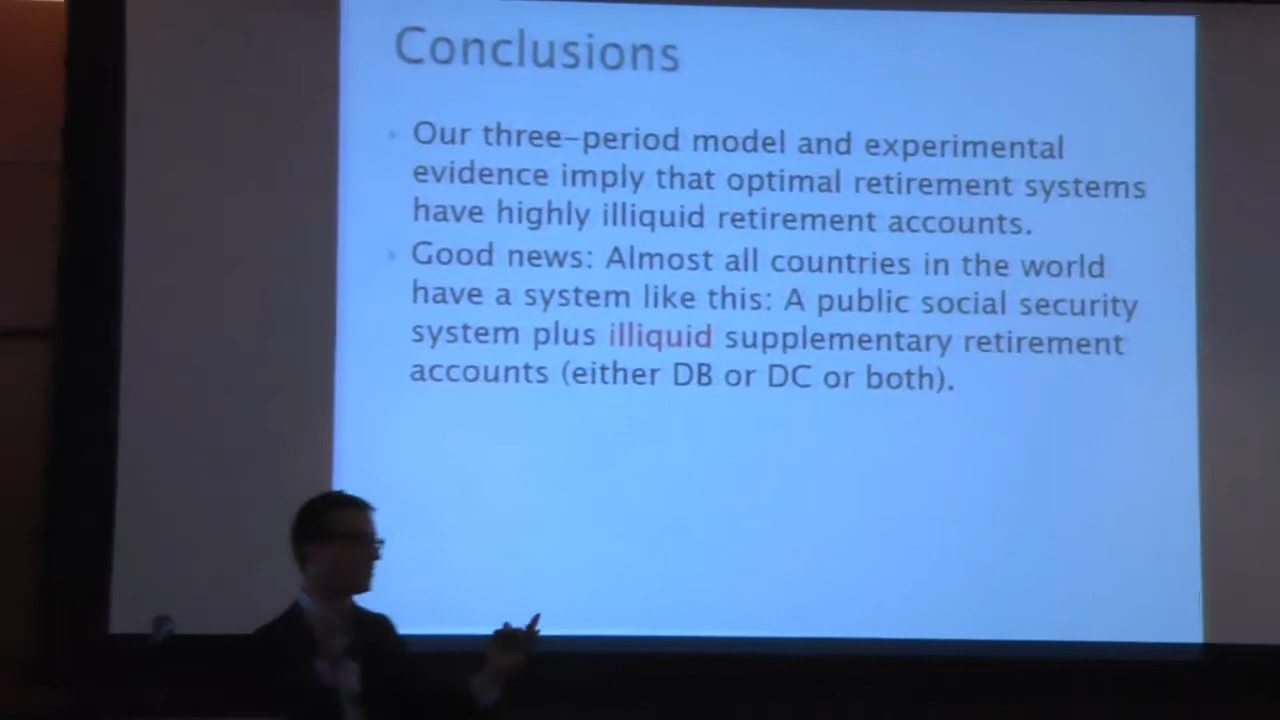 Conclusions
Our three-period model and experimental
evidence imply that optimal retirement systems
have highly illiquid retirement accounts.
Good news: Almost all countries in the world
have a system like this: A public social security
system plus illiquid supplementary retirement
accounts (either DB or DC or both).